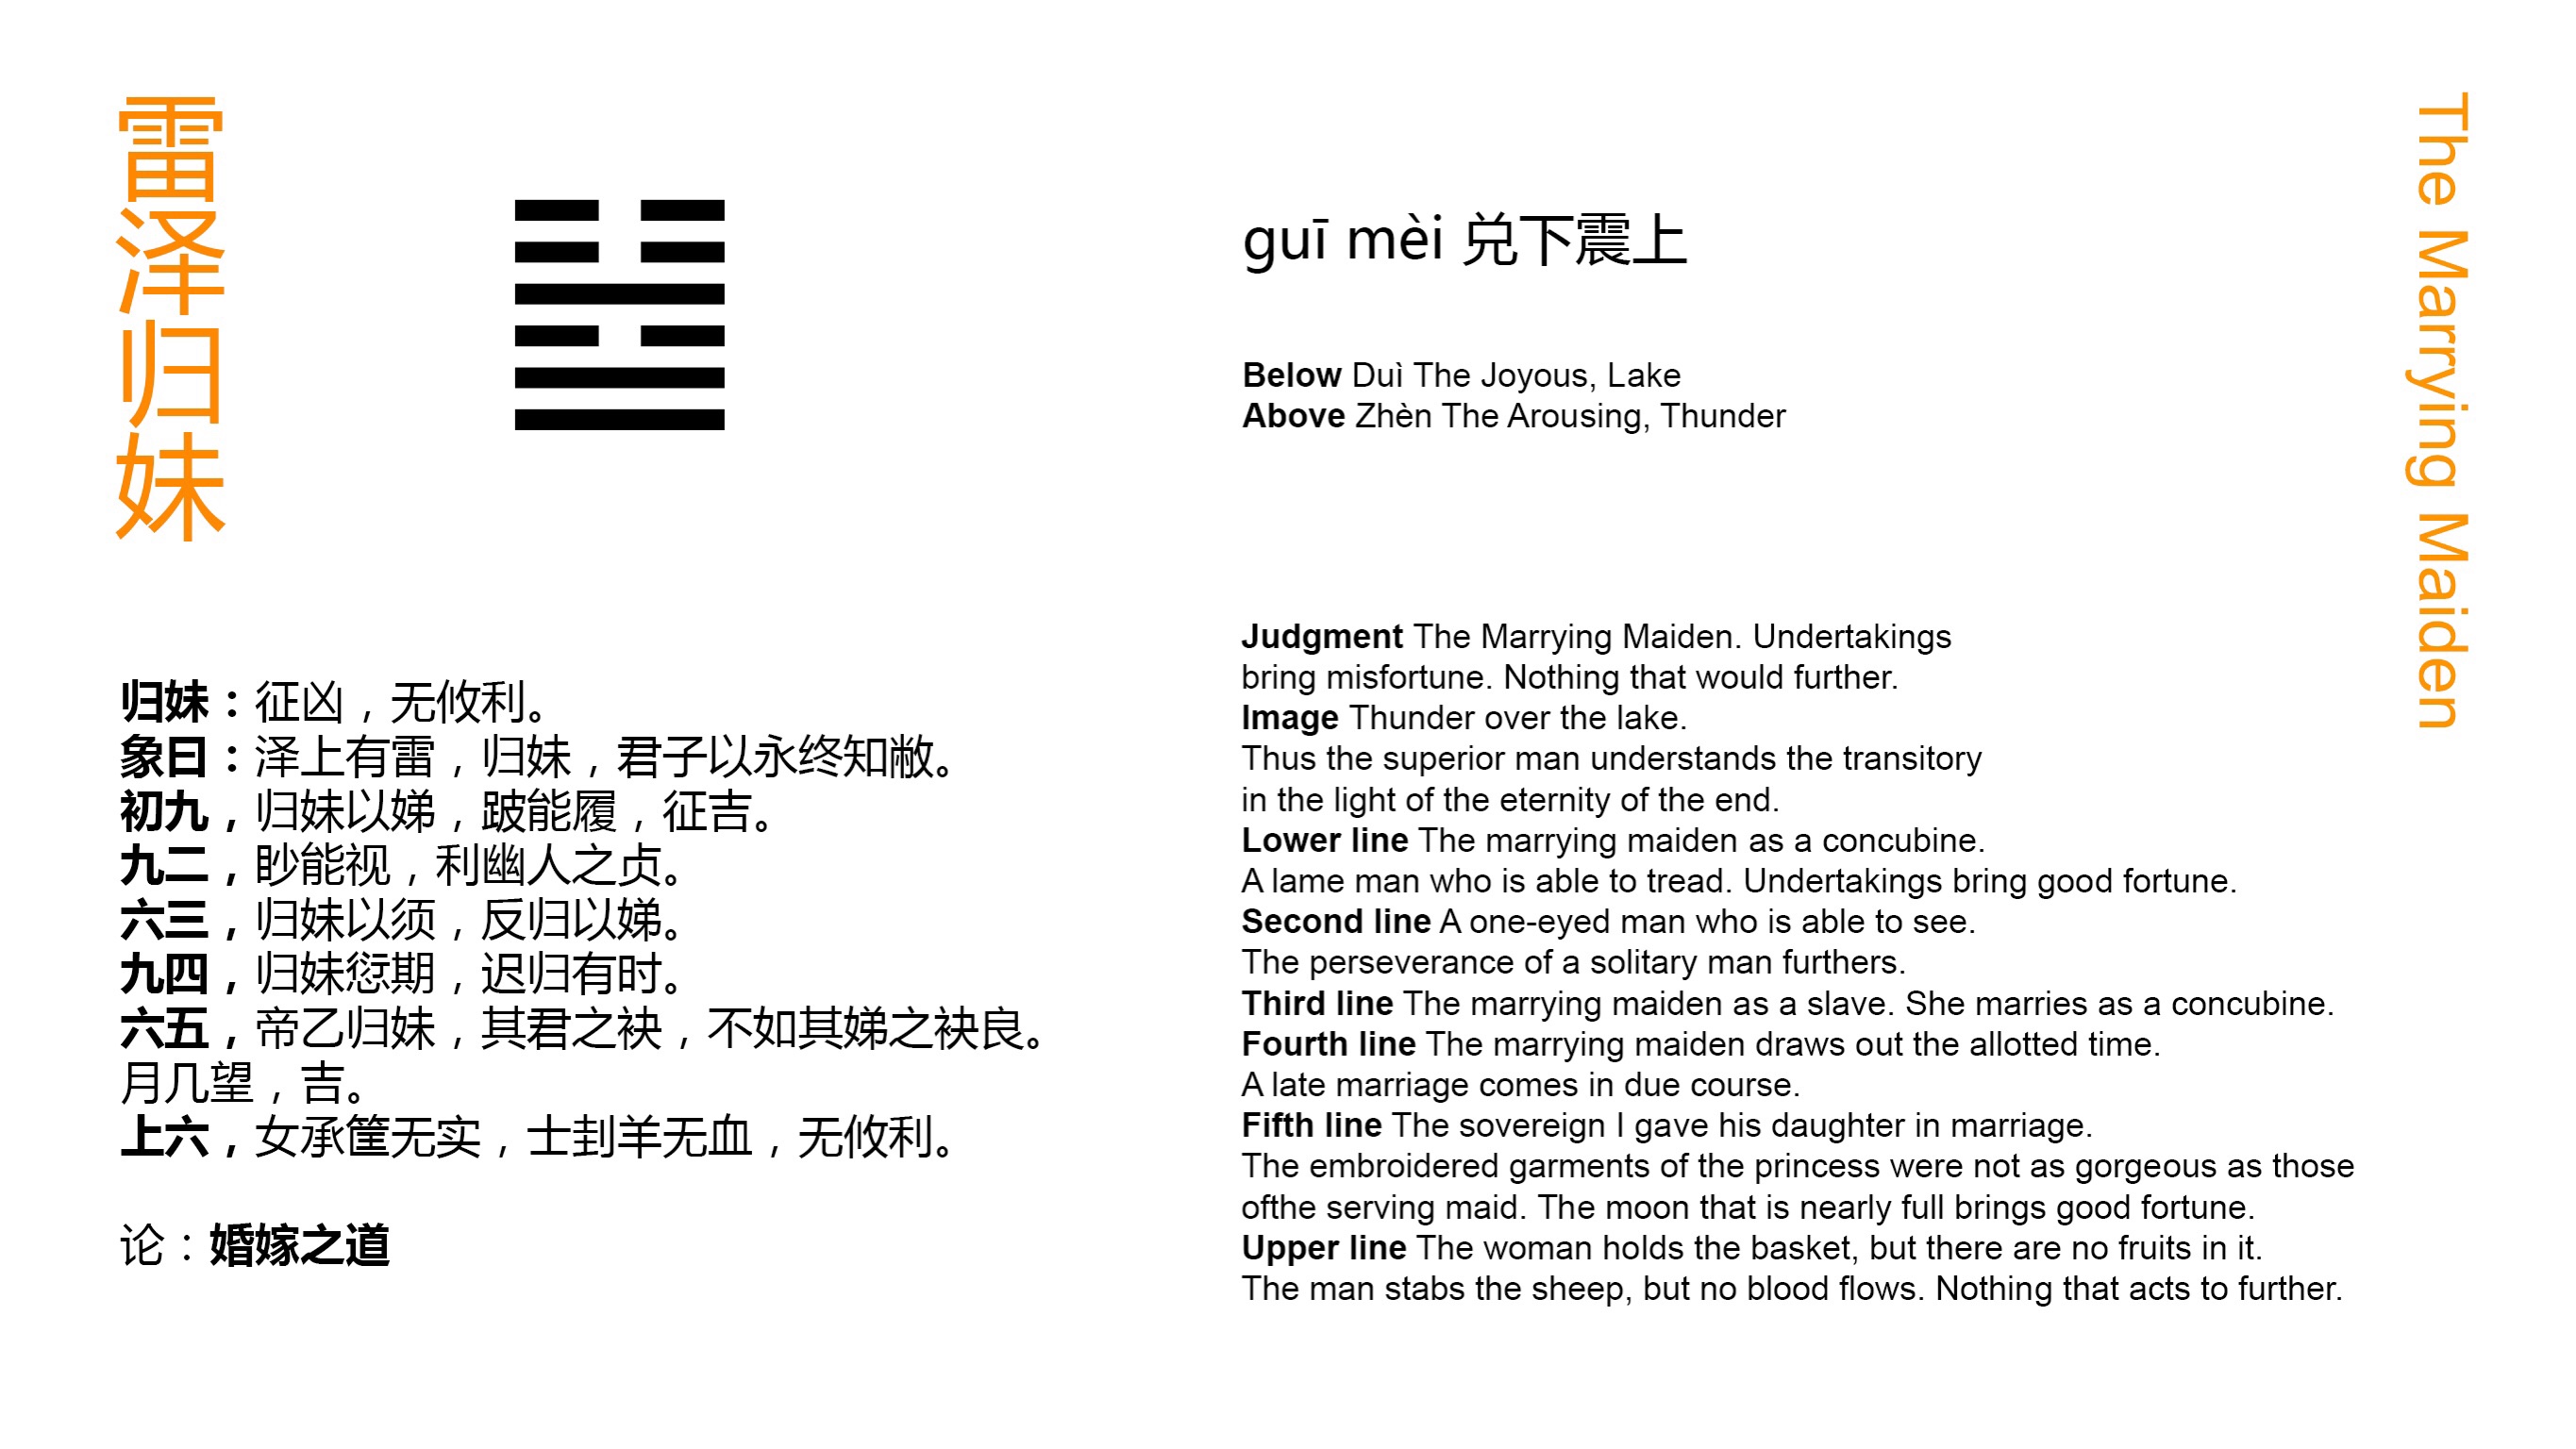 雷泽归妹
guī mèi 兑下震上
Below Duì The Joyous, Lake
Above Zhèn The Arousing, Thunder
The Marrying Maiden
归妹：征凶，无攸利。
象曰：泽上有雷，归妹，君子以永终知敝。
初九，归妹以娣，跛能履，征吉。
九二，眇能视，利幽人之贞。
六三，归妹以须，反归以娣。
九四，归妹愆期，迟归有时。
六五，帝乙归妹，其君之袂，不如其娣之袂良。
月几望，吉。
上六，女承筐无实，士刲羊无血，无攸利。
论：婚嫁之道
Judgment The Marrying Maiden. Undertakings
bring misfortune. Nothing that would further.
Image Thunder over the lake.
Thus the superior man understands the transitory
in the light of the eternity of the end.
Lower line The marrying maiden as a concubine.
A lame man who is able to tread. Undertakings bring good fortune.
Second line A one-eyed man who is able to see.
The perseverance of a solitary man furthers.
Third line The marrying maiden as a slave. She marries as a concubine.
Fourth line The marrying maiden draws out the allotted time.
A late marriage comes in due course.
Fifth line The sovereign I gave his daughter in marriage.
The embroidered garments of the princess were not as gorgeous as those
ofthe serving maid. The moon that is nearly full brings good fortune.
Upper line The woman holds the basket, but there are no fruits in it.
The man stabs the sheep, but no blood flows. Nothing that acts to further.